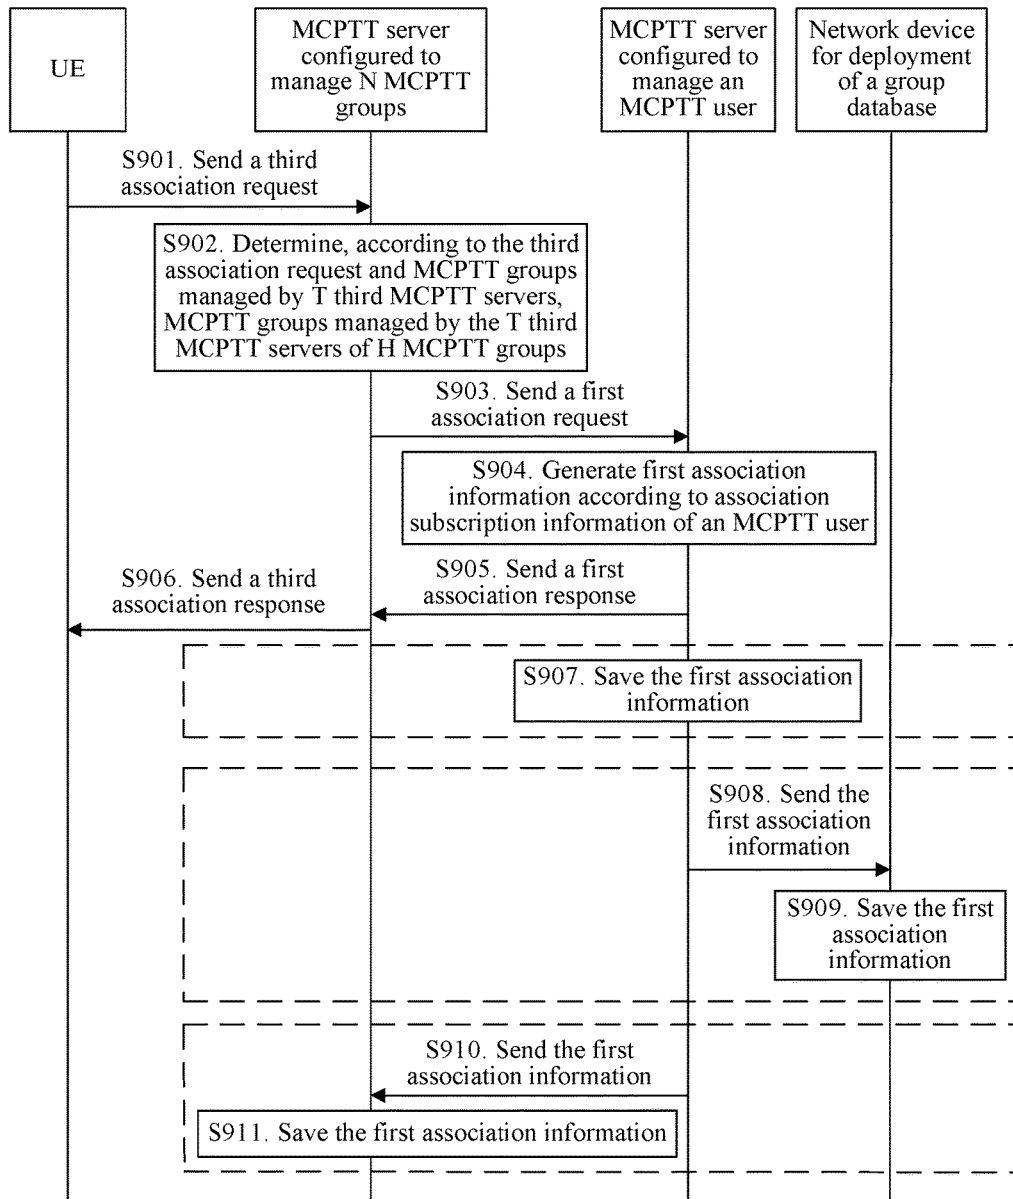 UE
MCPTT server
configured to
manage N MCPTT
groups
MCPTT server
configured to
manage an
MCPTT user
Network device
for deployment
of a group
database
S901. Send a third
association request
S902. Determine, according to the third
association request and MCPTT groups
managed by T third MCPTT servers,
MCPTT groups managed by the T third
MCPTT servers of H MCPTT groups
S903. Send a first
association request
S904. Generate first association
information according to association
subscription information of an MCPTT user
S905. Send a first
association response
S906. Send a third
association response
S907. Save the first association
information
S908. Send the
first association
information
S909. Save the first
association
information
S910. Send the first
association information
S911. Save the first association information